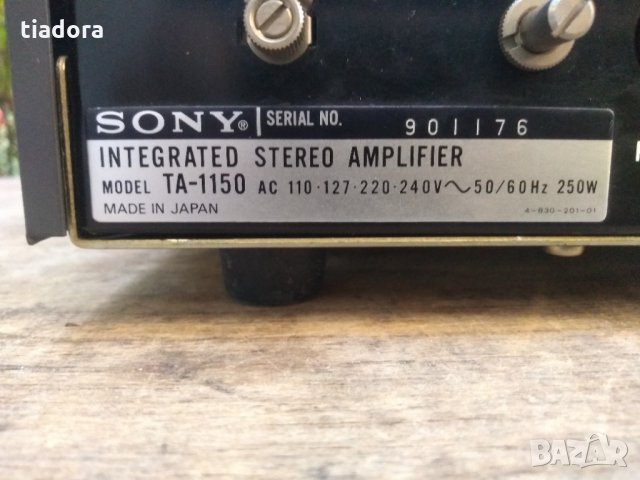 tiadora
SONY® SERIAL NO. 901176
INTEGRATED STEREO AMPLIFIER
MODEL TA-1150 AC 110·127·220·240V～50/60Hz 250W
MADE IN JAPAN 4-830-201-01
BAZAR